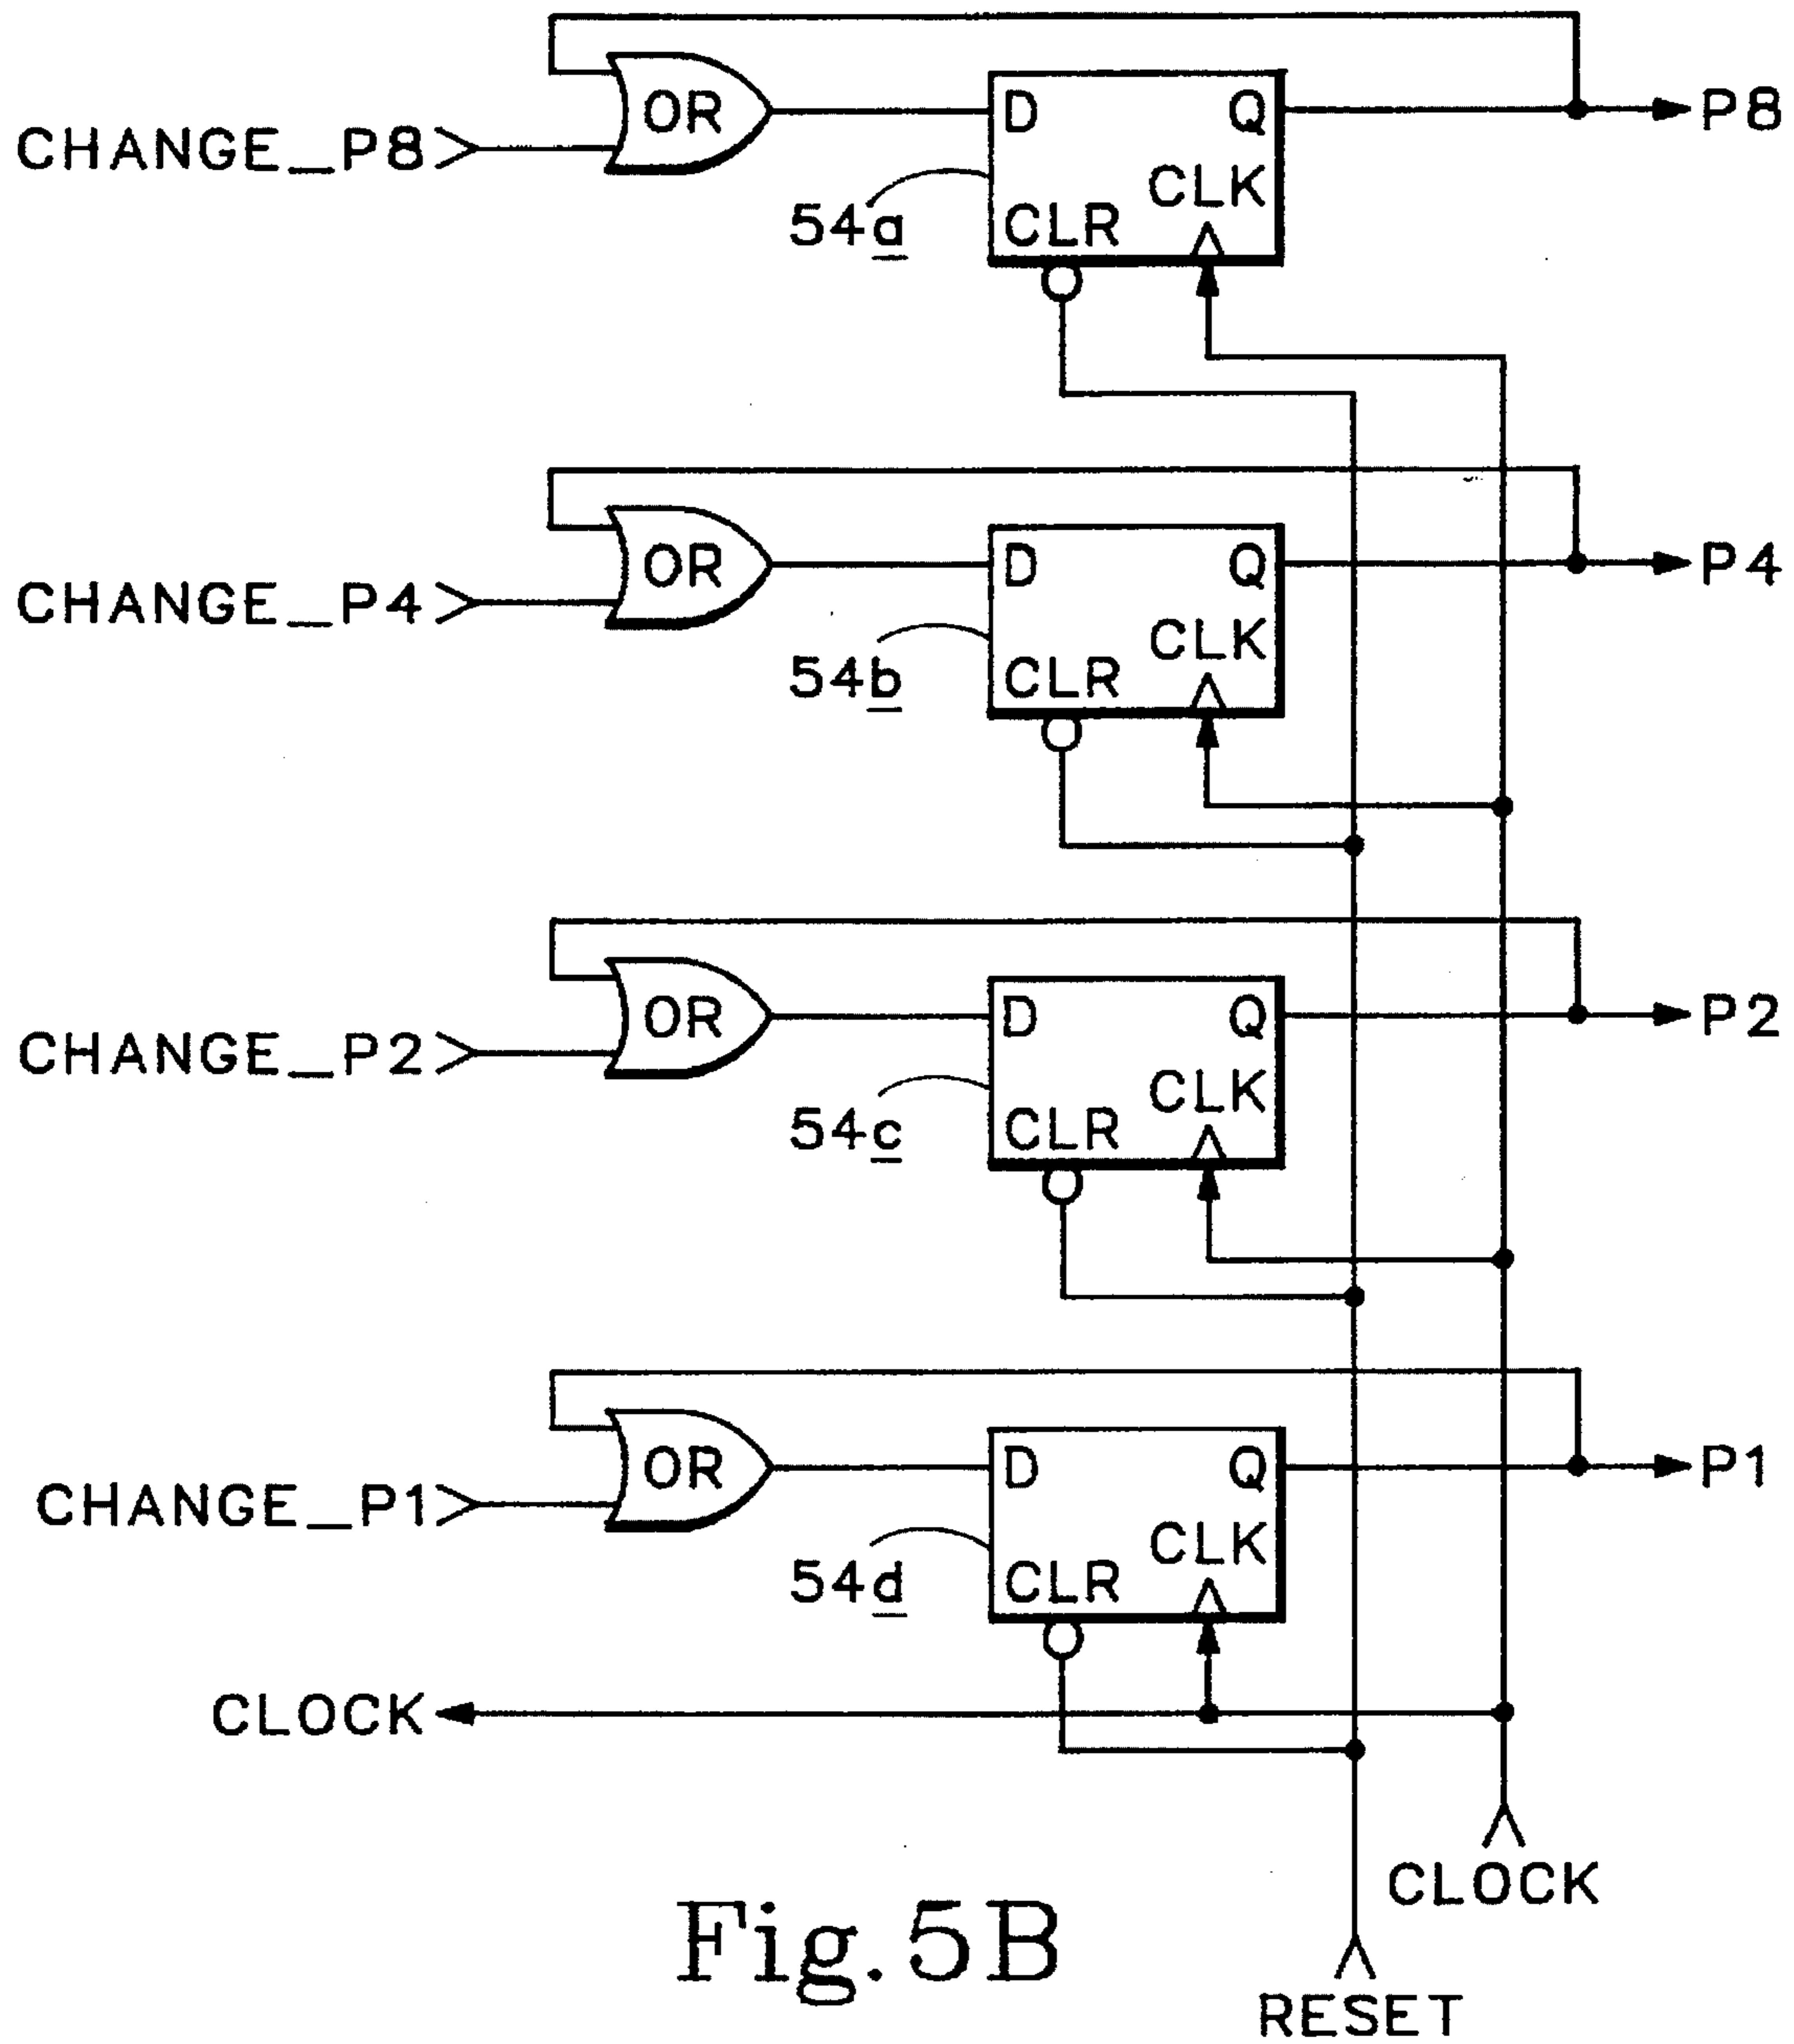 OR
D Q
P8
CHANGE_P8
CLK
54a
CLR
OR
D Q
P4
CHANGE_P4
CLK
54b
CLR
OR
D Q
P2
CHANGE_P2
CLK
54c
CLR
OR
D Q
P1
CHANGE_P1
CLK
54d
CLR
CLOCK
CLOCK
Fig. 5B
RESET